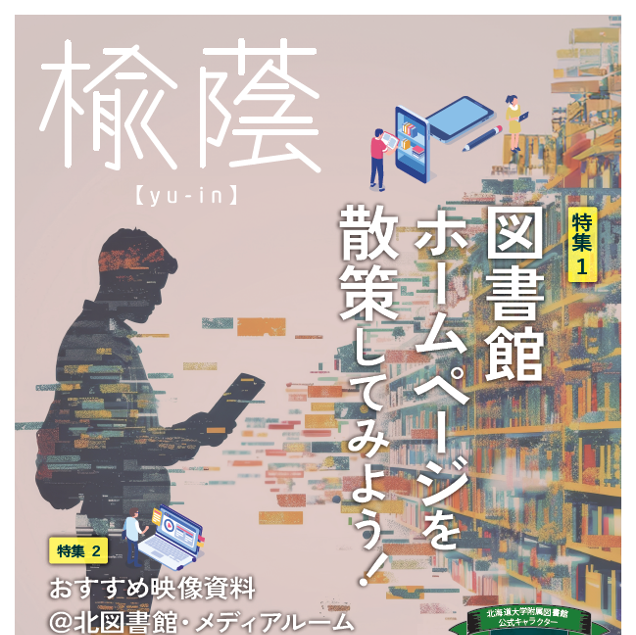 楡蔭
【yu-in】
特集1
図書館
ホームページを
散策してみよう！
特集 2
おすすめ映像資料
@北図書館・メディアルーム
北海道大学附属図書館
公式キャラクター